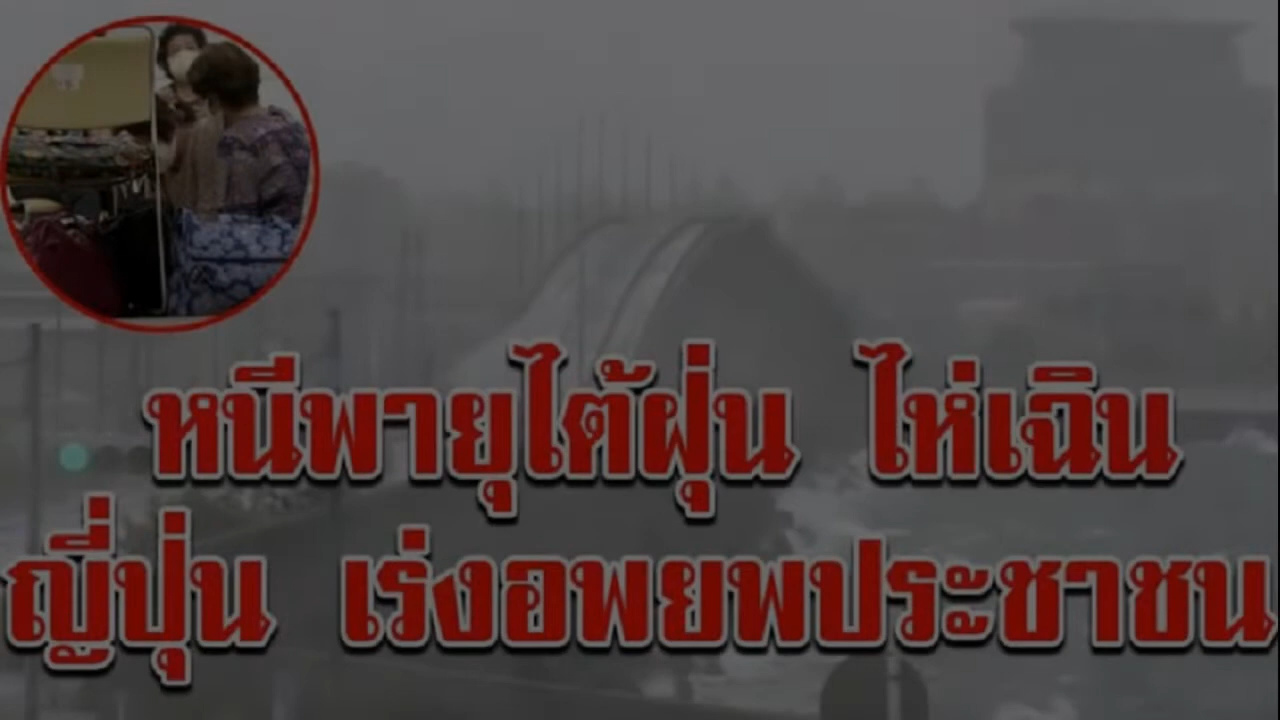 หนีพายุไต้ฝุ่น ไห่เฉิน
ญี่ปุ่น เร่งอพยพประชาชน